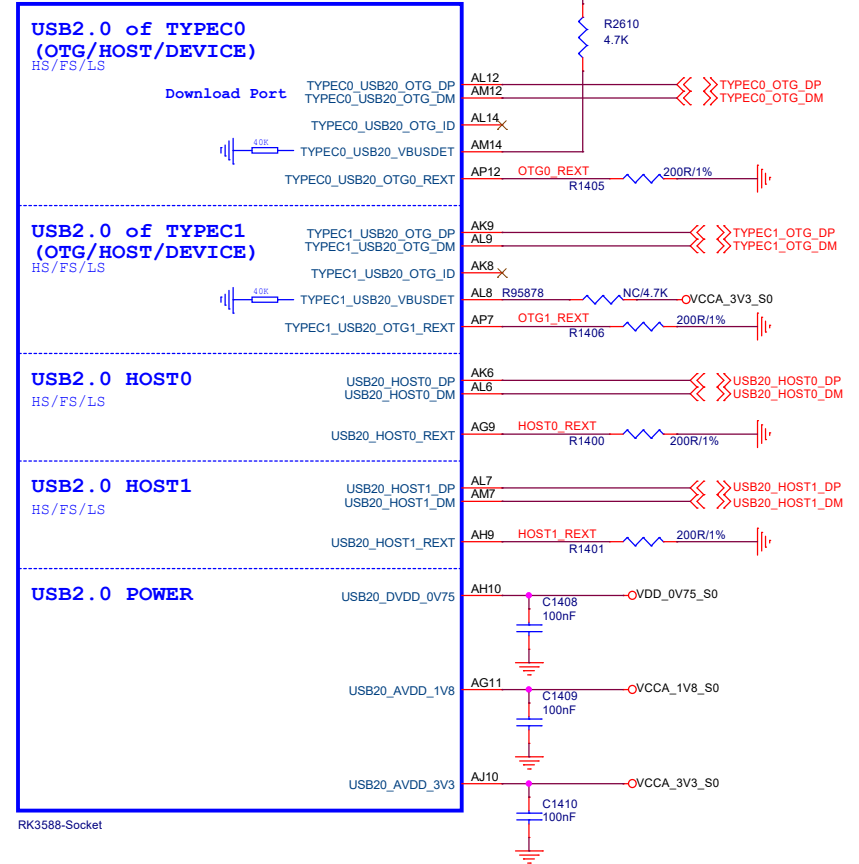 R2610
4.7K
USB2.0 of TYPEC0
(OTG/HOST/DEVICE)
HS/FS/LS
Download Port
TYPEC0_USB20_OTG_DP AL12 TYPEC0_OTG_DP
TYPEC0_USB20_OTG_DM AM12 TYPEC0_OTG_DM
TYPEC0_USB20_OTG_ID AL14
40K TYPEC0_USB20_VBUSDET AM14
TYPEC0_USB20_OTG0_REXT AP12 OTG0_REXT R1405 200R/1%
USB2.0 of TYPEC1
(OTG/HOST/DEVICE)
HS/FS/LS
TYPEC1_USB20_OTG_DP AK9 TYPEC1_OTG_DP
TYPEC1_USB20_OTG_DM AL9 TYPEC1_OTG_DM
TYPEC1_USB20_OTG_ID AK8
40K TYPEC1_USB20_VBUSDET AL8 R95878 NC/4.7K VCCA_3V3_S0
TYPEC1_USB20_OTG1_REXT AP7 OTG1_REXT R1406 200R/1%
USB2.0 HOST0
HS/FS/LS
USB20_HOST0_DP AK6 USB20_HOST0_DP
USB20_HOST0_DM AL6 USB20_HOST0_DM
USB20_HOST0_REXT AG9 HOST0_REXT R1400 200R/1%
USB2.0 HOST1
HS/FS/LS
USB20_HOST1_DP AL7 USB20_HOST1_DP
USB20_HOST1_DM AM7 USB20_HOST1_DM
USB20_HOST1_REXT AH9 HOST1_REXT R1401 200R/1%
USB2.0 POWER
USB20_DVDD_0V75 AH10 VDD_0V75_S0
C1408
100nF
USB20_AVDD_1V8 AG11 VCCA_1V8_S0
C1409
100nF
USB20_AVDD_3V3 AJ10 VCCA_3V3_S0
C1410
100nF
RK3588-Socket